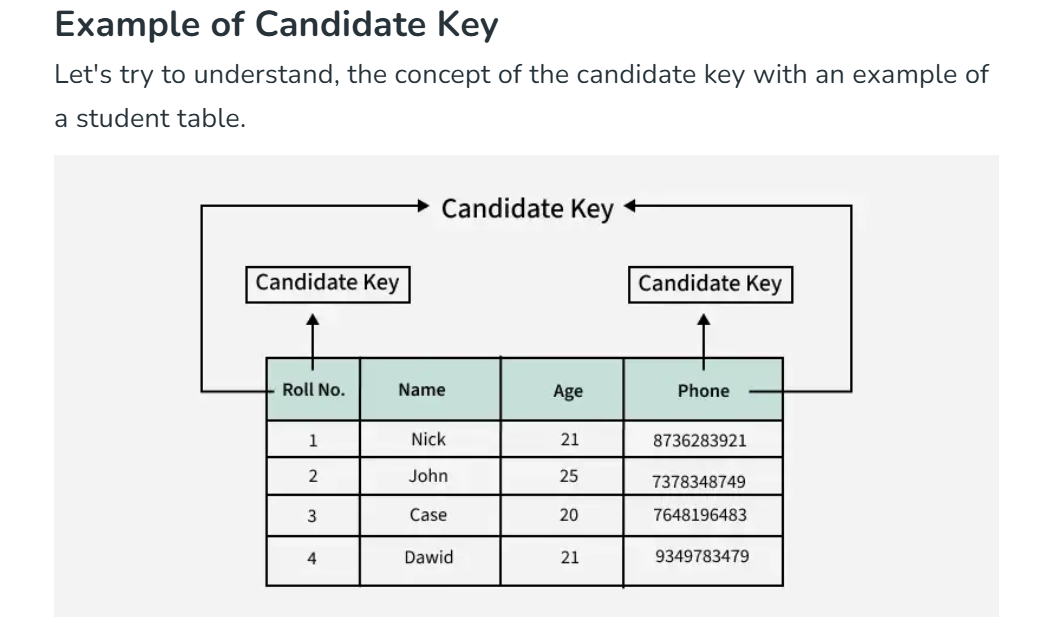 Example of Candidate Key
Let's try to understand, the concept of the candidate key with an example of
a student table.
Candidate Key
Candidate Key Candidate Key
Roll No. Name Age Phone
1 Nick 21 8736283921
2 John 25 7378348749
3 Case 20 7648196483
4 Dawid 21 9349783479